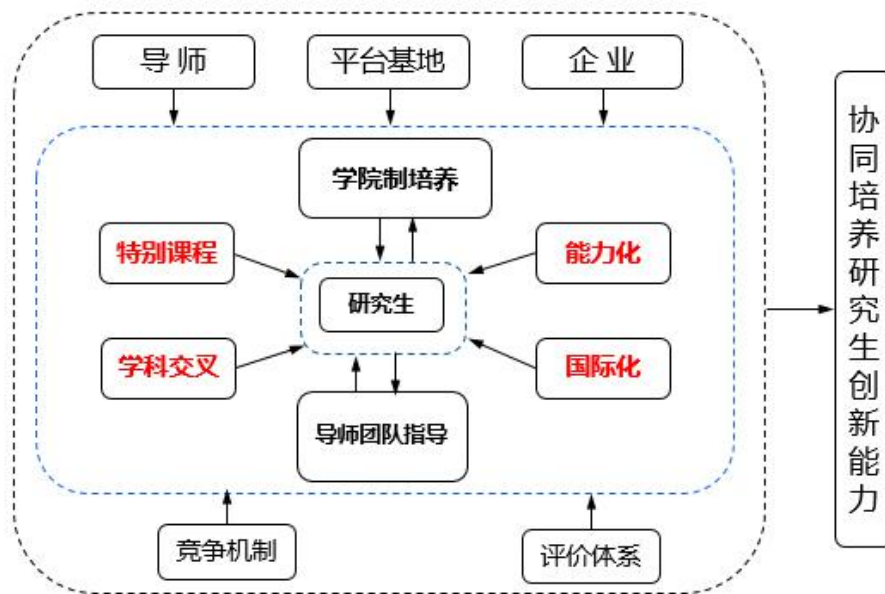 导师
平台基地
企业
学院制培养
特别课程
能力化
研究生
学科交叉
国际化
导师团队指导
竞争机制
评价体系
协同培养研究生创新能力